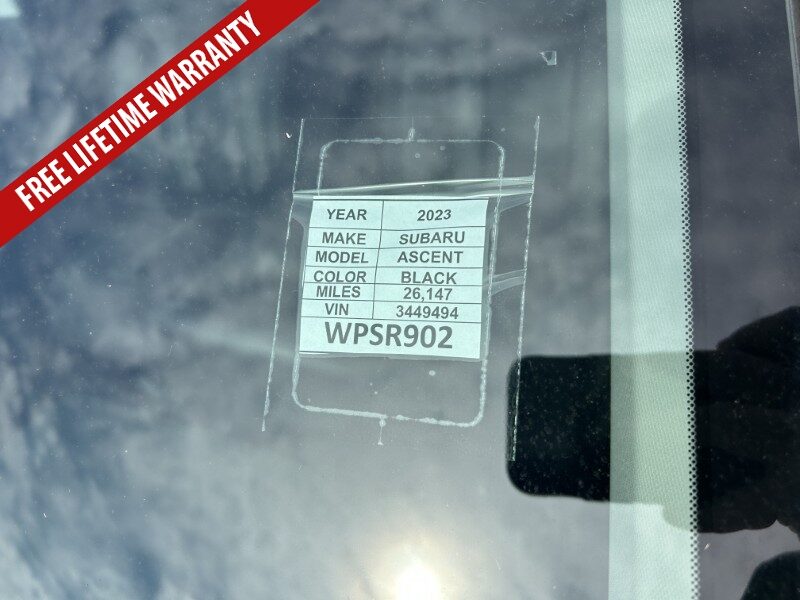 FREE LIFETIME WARRANTY
YEAR 2023
MAKE SUBARU
MODEL ASCENT
COLOR BLACK
MILES 26,147
VIN 3449494
WPSR902